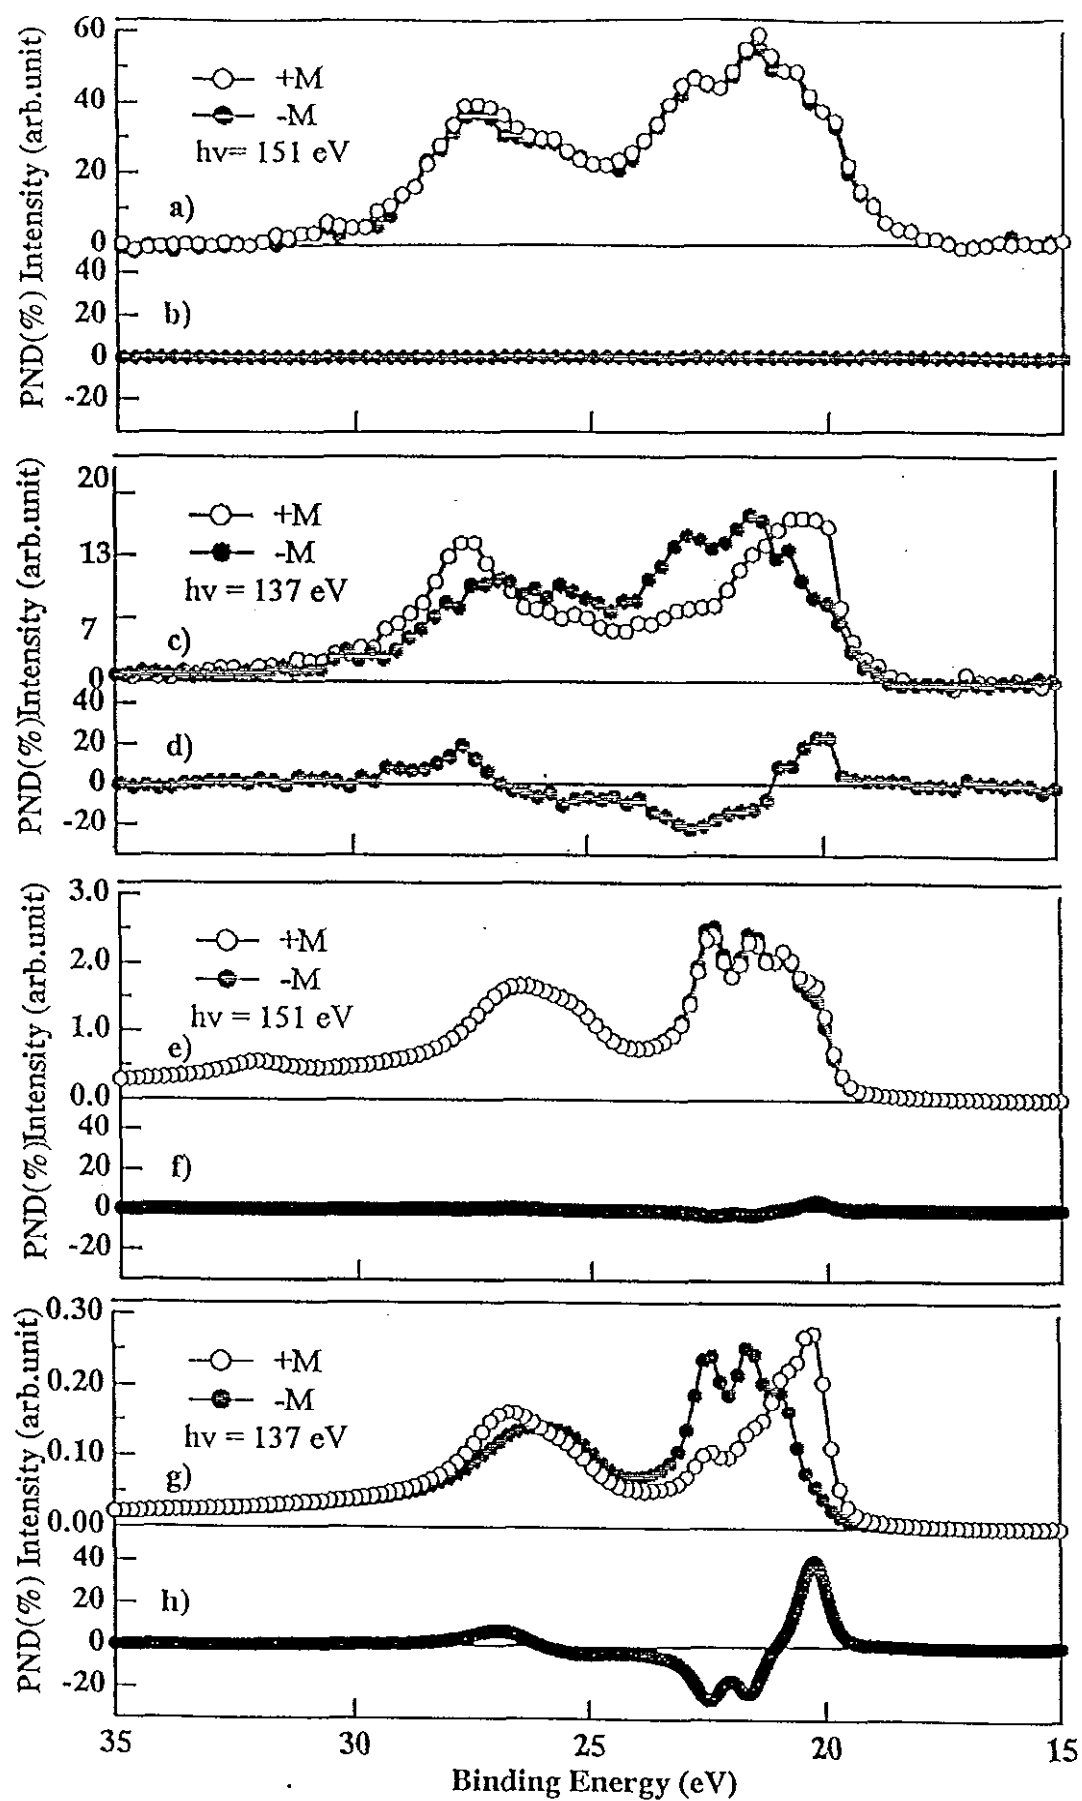 PND(%) Intensity (arb.unit)
60
40
20
0
+M
-M
hν= 151 eV
a)
40
20
0
-20
b)
PND(%)Intensity (arb.unit)
20
13
7
0
+M
-M
hν = 137 eV
c)
40
20
0
-20
d)
PND(%)Intensity (arb.unit)
3.0
2.0
1.0
0.0
+M
-M
hν = 151 eV
e)
40
20
0
-20
f)
PND(%) Intensity (arb.unit)
0.30
0.20
0.10
0.00
+M
-M
hν = 137 eV
g)
40
20
0
-20
h)
35 30 25 20 15
Binding Energy (eV)